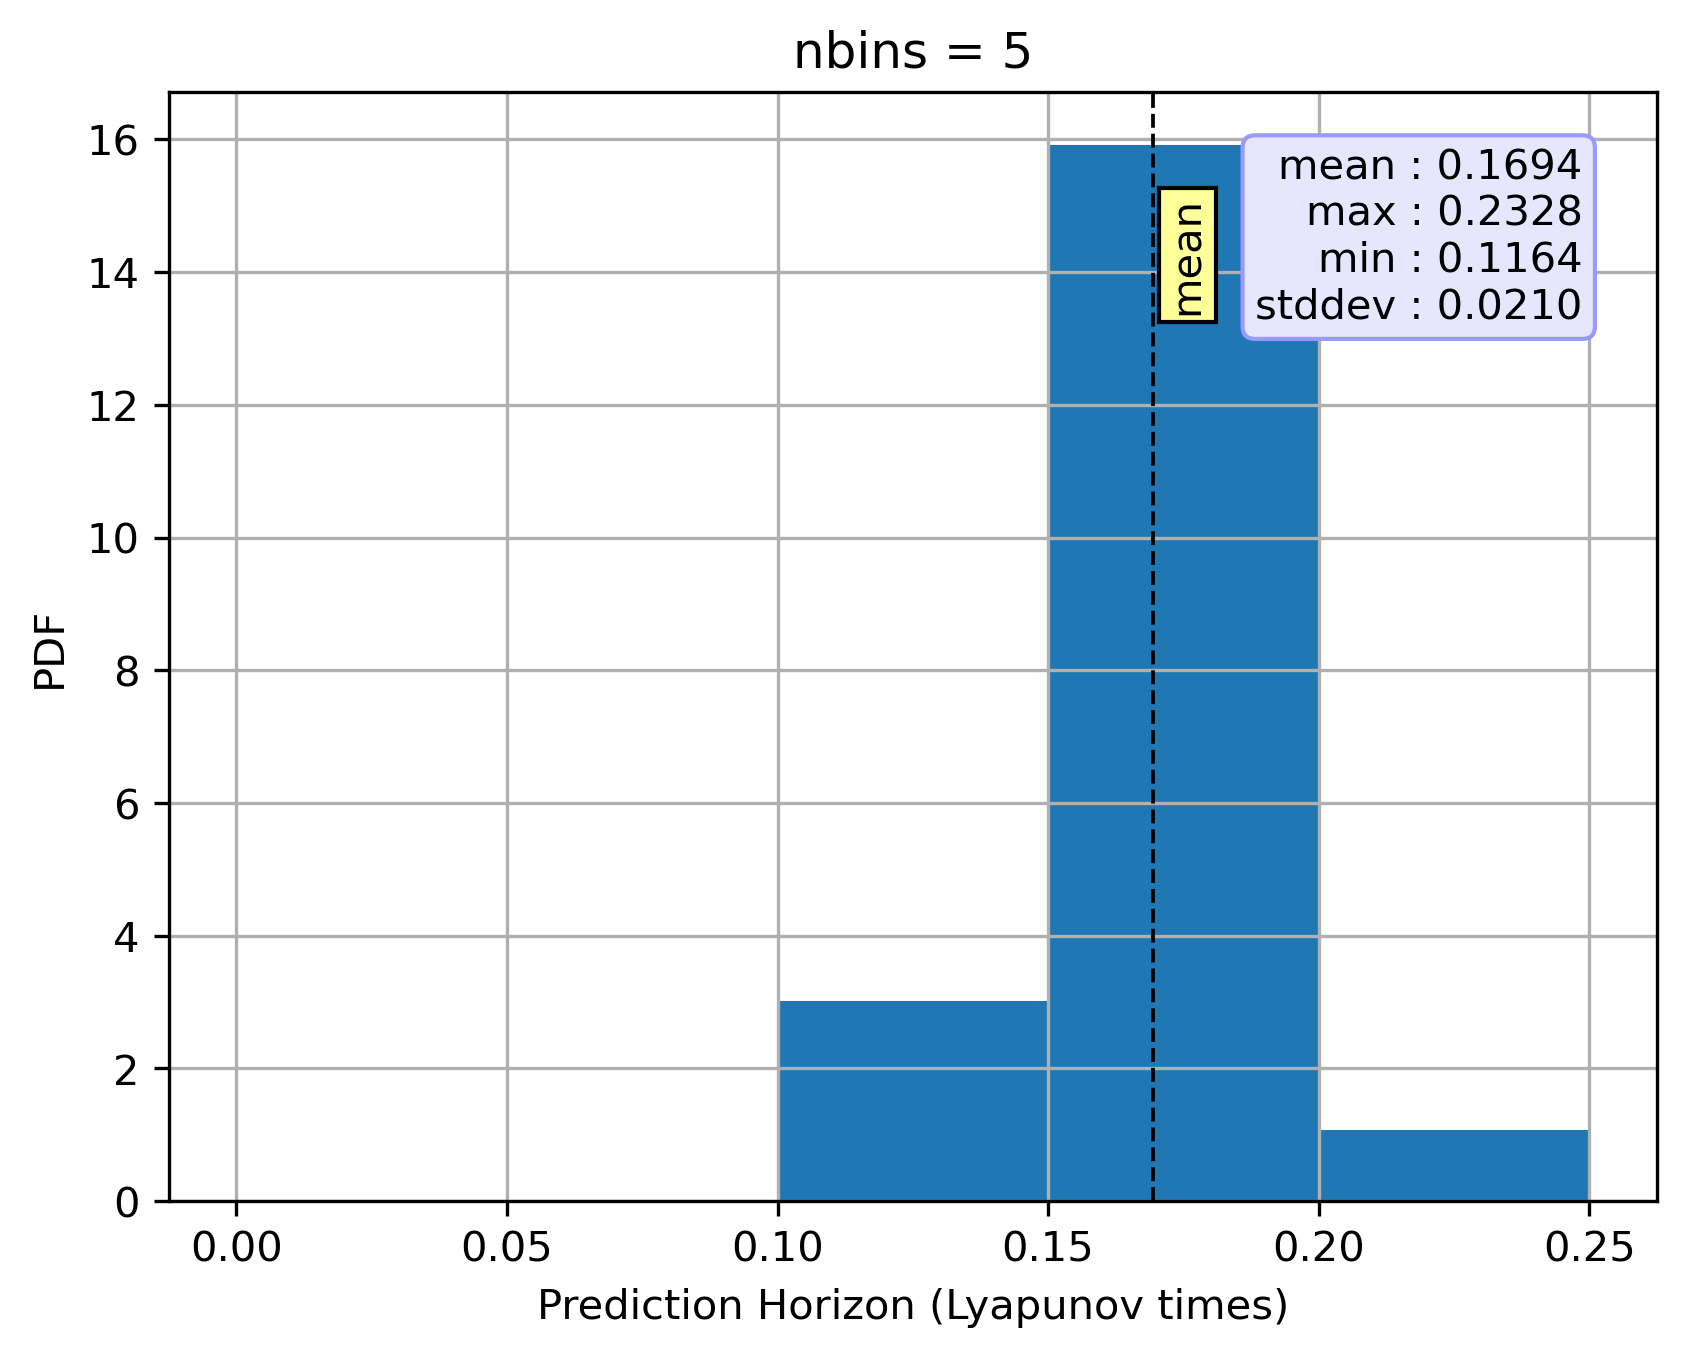 nbins = 5
16
14
12
10
8
6
4
2
0
PDF
mean
mean : 0.1694
max : 0.2328
min : 0.1164
stddev : 0.0210
0.00 0.05 0.10 0.15 0.20 0.25
Prediction Horizon (Lyapunov times)